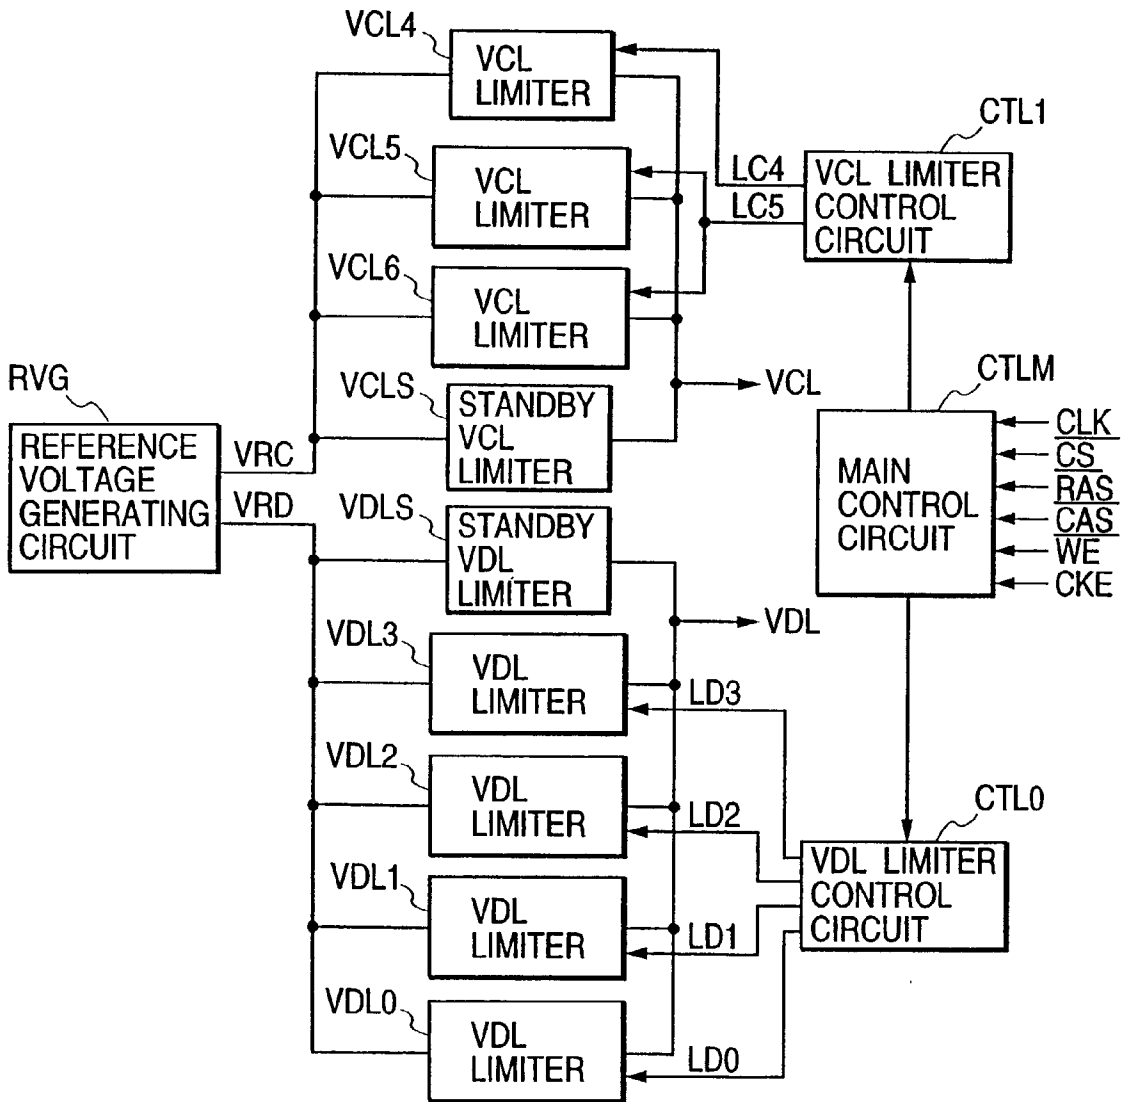 VCL4
VCL
LIMITER
CTL1
VCL5
VCL
LIMITER
LC4
LC5
VCL LIMITER
CONTROL
CIRCUIT
VCL6
VCL
LIMITER
RVG
VCLS
STANDBY
VCL
LIMITER
VCL
CTLM
REFERENCE
VOLTAGE
GENERATING
CIRCUIT
VRC
VRD
MAIN
CONTROL
CIRCUIT
CLK
CS
RAS
CAS
WE
CKE
VDLS
STANDBY
VDL
LIMITER
VDL
VDL3
VDL
LIMITER
LD3
VDL2
VDL
LIMITER
LD2
CTL0
VDL LIMITER
CONTROL
CIRCUIT
VDL1
VDL
LIMITER
LD1
VDL0
VDL
LIMITER
LD0